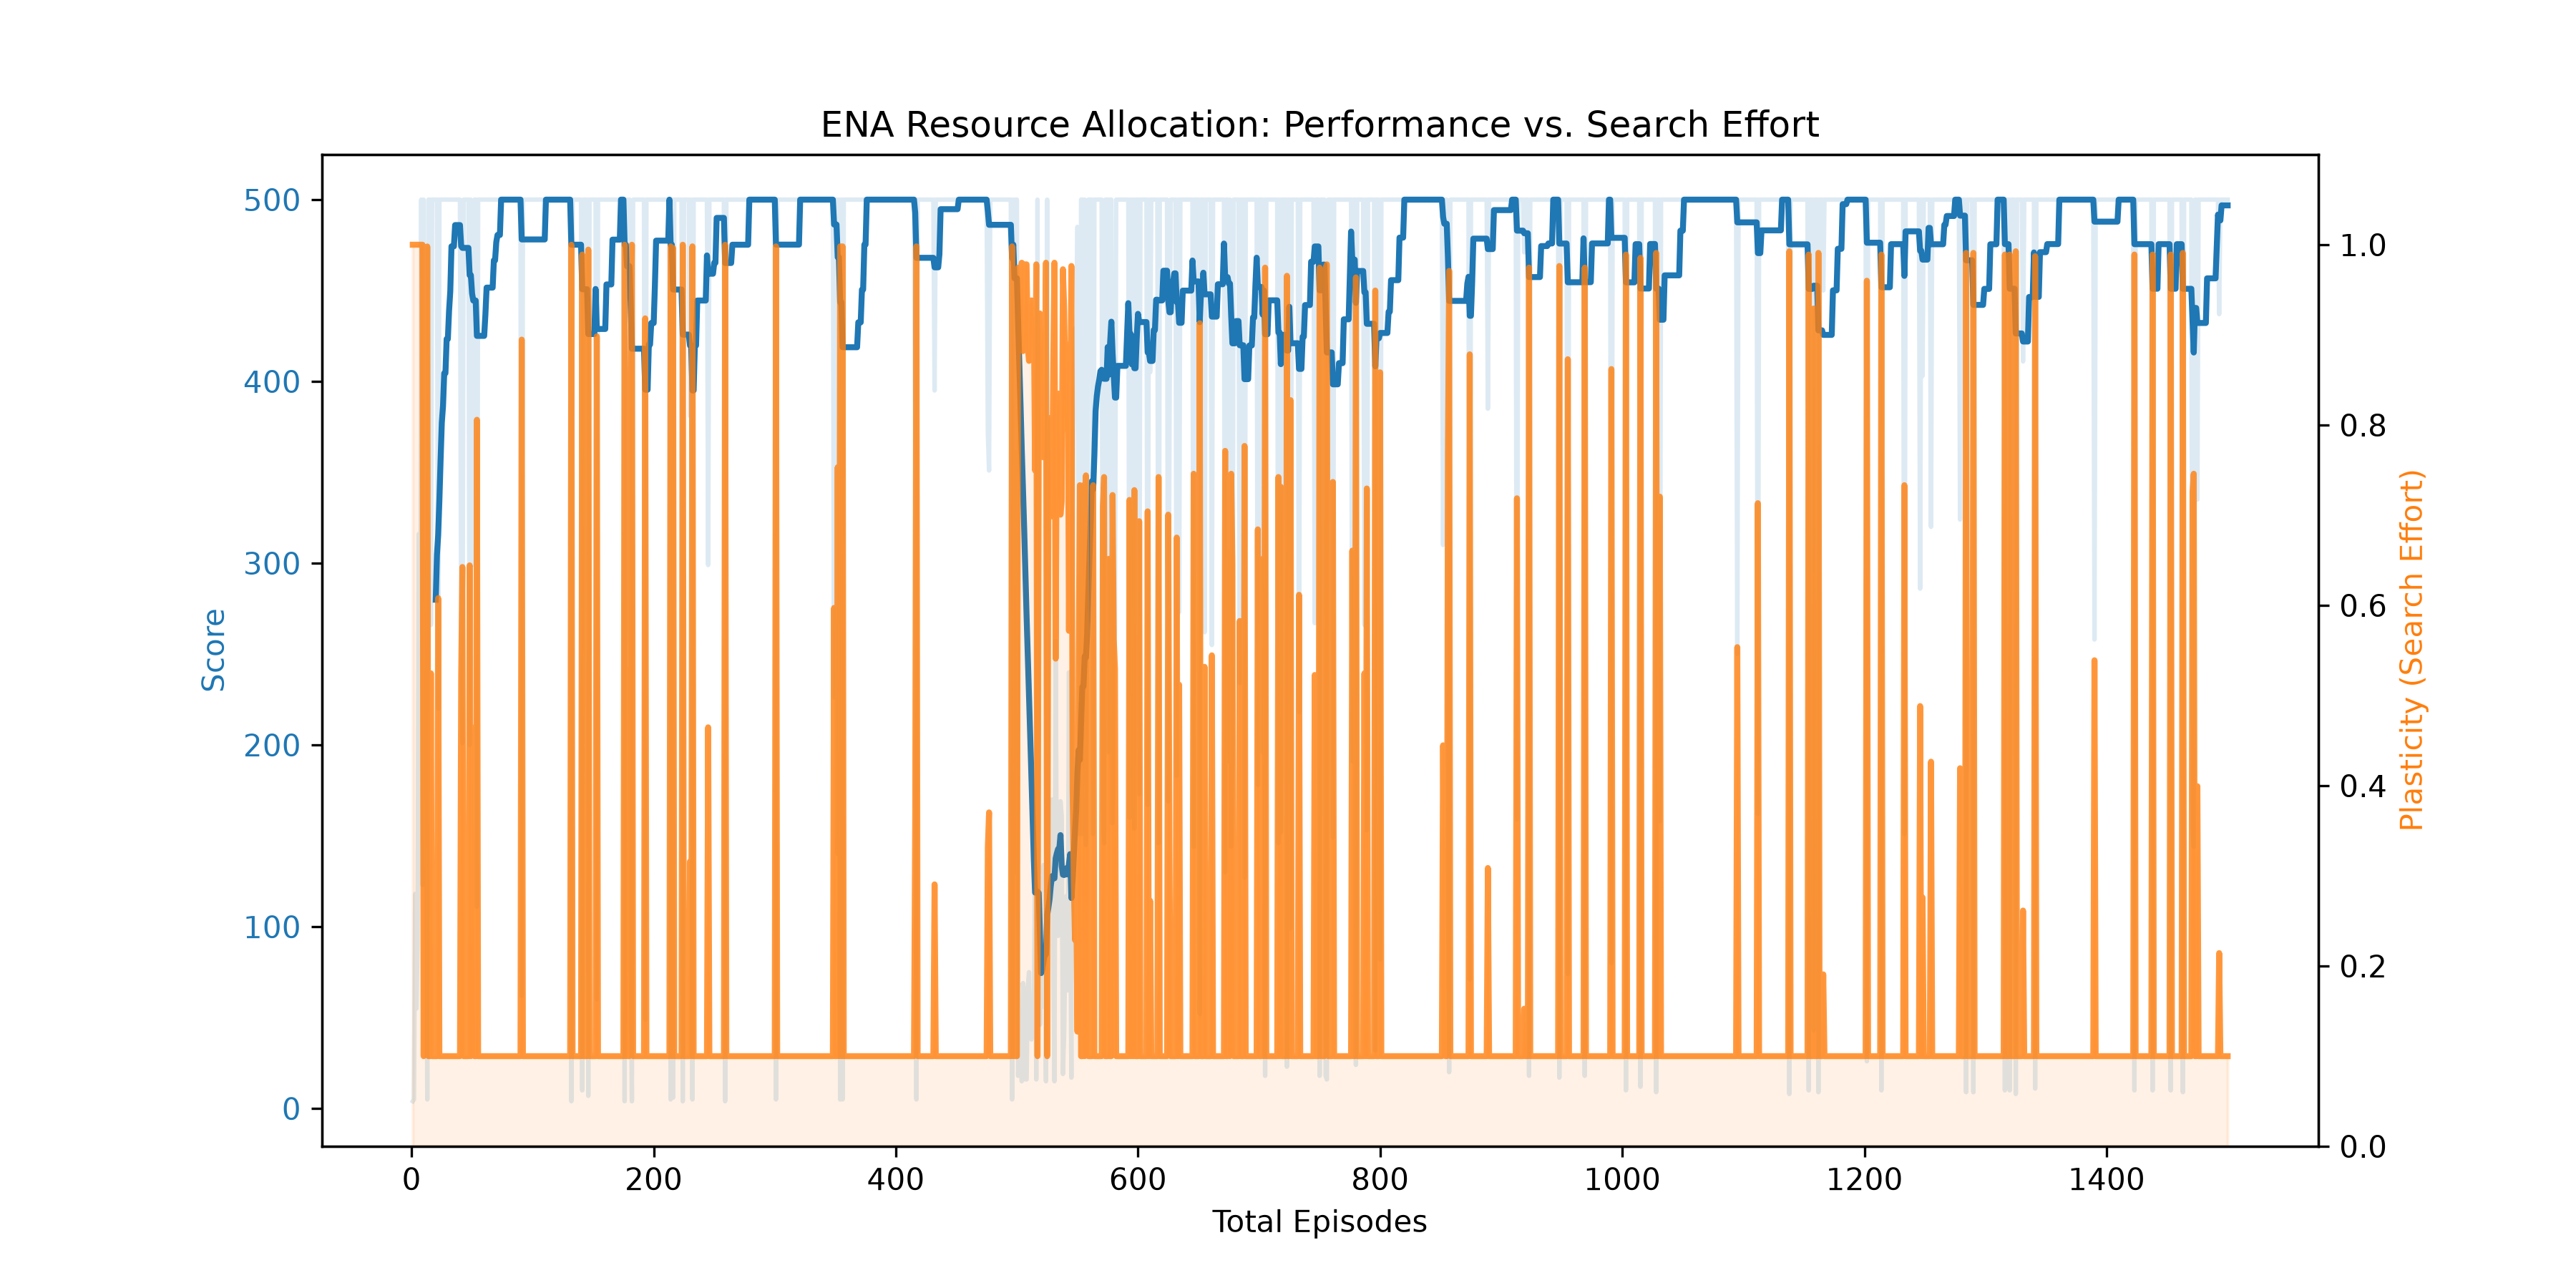 ENA Resource Allocation: Performance vs. Search Effort
500
400
300
200
100
0
Score
1.0
0.8
0.6
0.4
0.2
0.0
Plasticity (Search Effort)
0 200 400 600 800 1000 1200 1400
Total Episodes